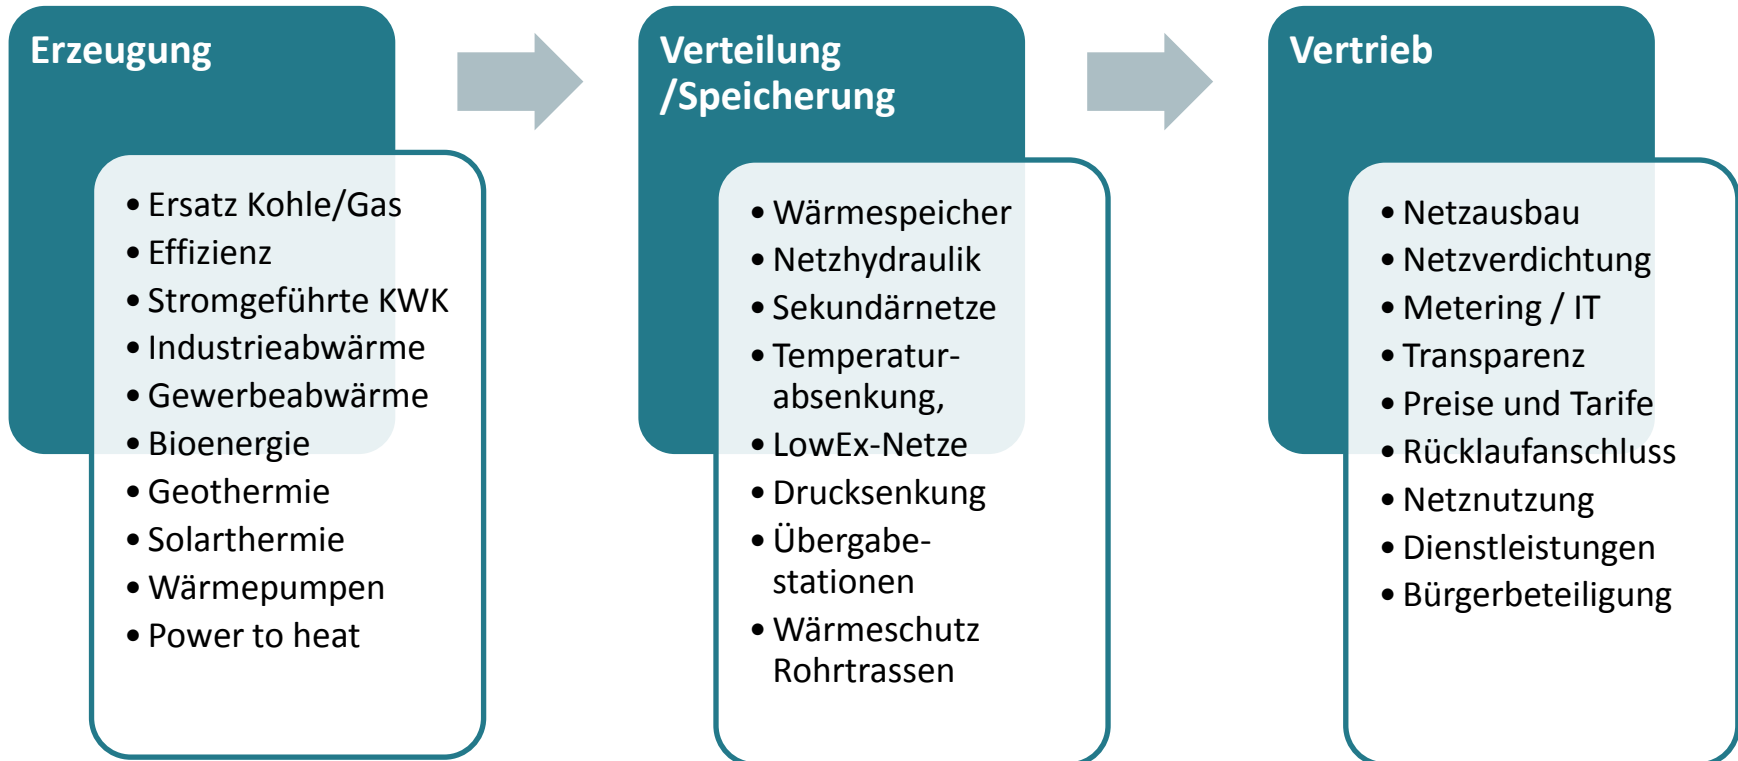 Erzeugung
• Ersatz Kohle/Gas
• Effizienz
• Stromgeführte KWK
• Industrieabwärme
• Gewerbeabwärme
• Bioenergie
• Geothermie
• Solarthermie
• Wärmepumpen
• Power to heat
Verteilung
/Speicherung
• Wärmespeicher
• Netzhydraulik
• Sekundärnetze
• Temperatur-
absenkung,
• LowEx-Netze
• Drucksenkung
• Übergabe-
stationen
• Wärmeschutz
Rohrtrassen
Vertrieb
• Netzausbau
• Netzverdichtung
• Metering / IT
• Transparenz
• Preise und Tarife
• Rücklaufanschluss
• Netznutzung
• Dienstleistungen
• Bürgerbeteiligung